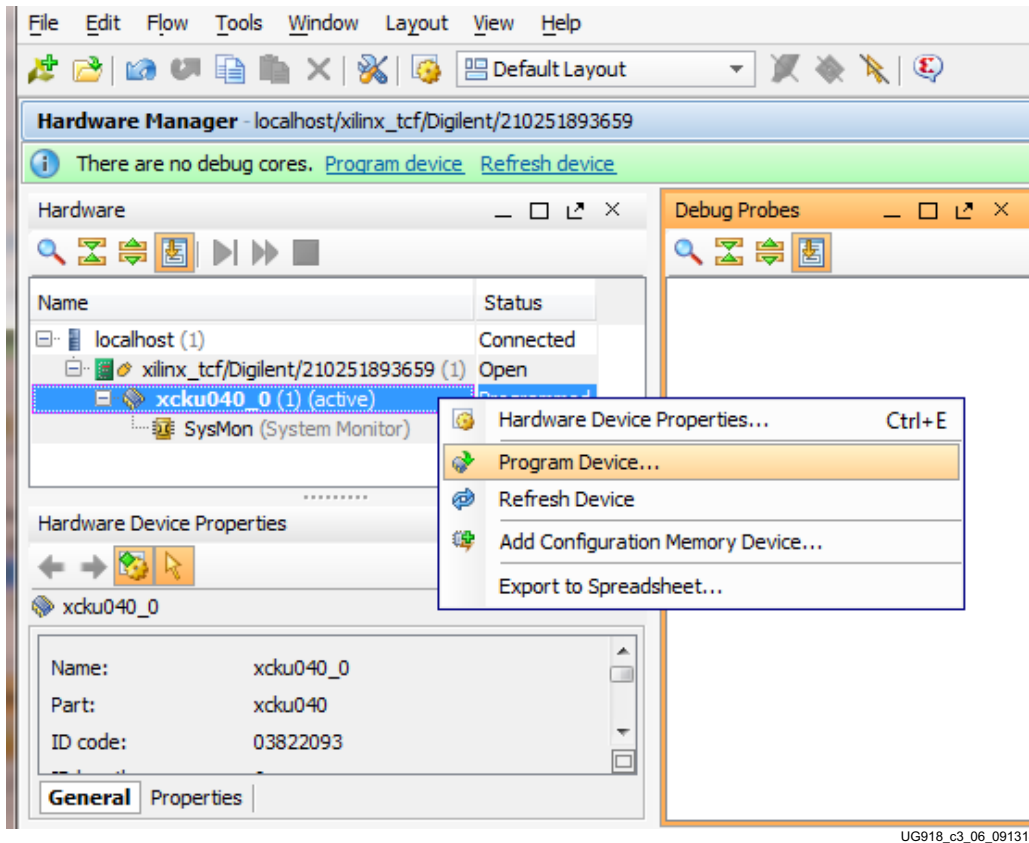 File Edit Flow Tools Window Layout View Help
Default Layout
Hardware Manager - localhost/xilinx_tcf/Digilent/210251893659
There are no debug cores. Program device Refresh device
Hardware
Debug Probes
Name Status
localhost (1) Connected
xilinx_tcf/Digilent/210251893659 (1) Open
xcku040_0 (1) (active) Programmed
SysMon (System Monitor)
Hardware Device Properties... Ctrl+E
Program Device...
Refresh Device
Add Configuration Memory Device...
Export to Spreadsheet...
Hardware Device Properties
xcku040_0
Name: xcku040_0
Part: xcku040
ID code: 03822093
General Properties
UG918_c3_06_09131